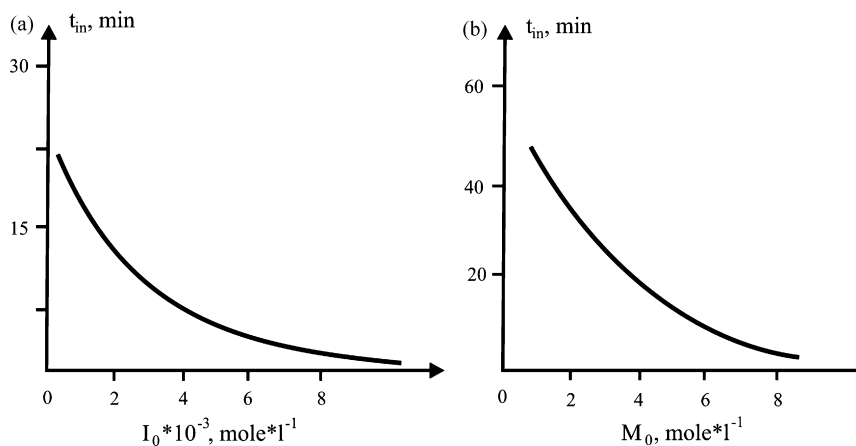 (a)
t_in, min
30
15
0
2
4
6
8
I_0*10^-3, mole*l^-1
(b)
t_in, min
60
40
20
0
2
4
6
8
M_0, mole*l^-1